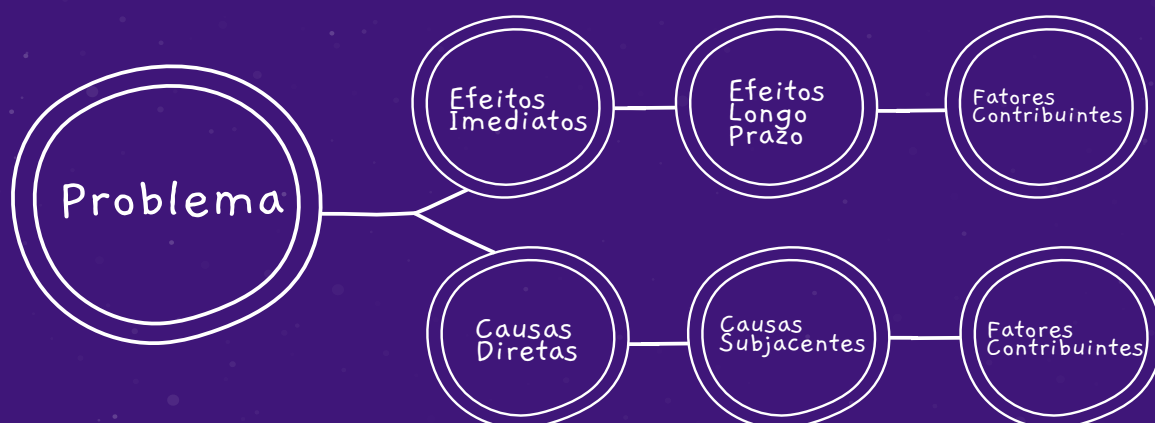 Problema
Efeitos
Imediatos
Efeitos
Longo
Prazo
Fatores
Contribuintes
Causas
Diretas
Causas
Subjacentes
Fatores
Contribuintes